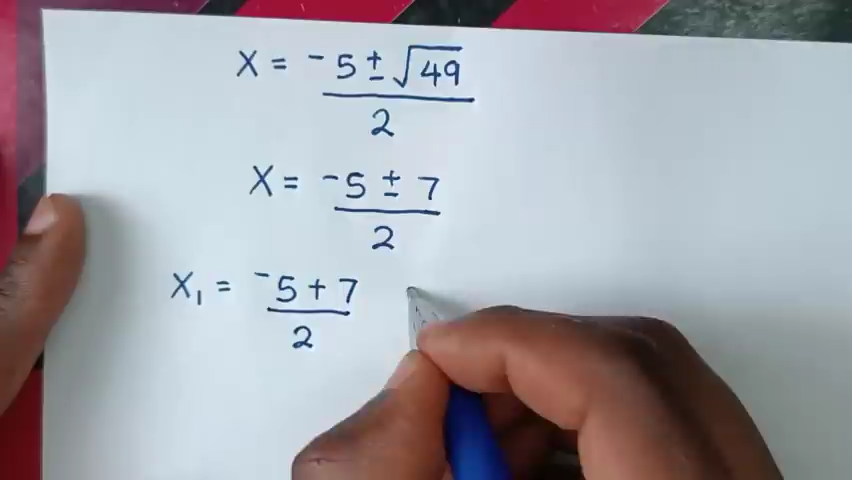 X = ⁻5 ± √49
2
X = ⁻5 ± 7
2
X₁ = ⁻5 + 7
2